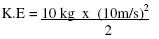 K.E = 10 kg x (10m/s)²
2